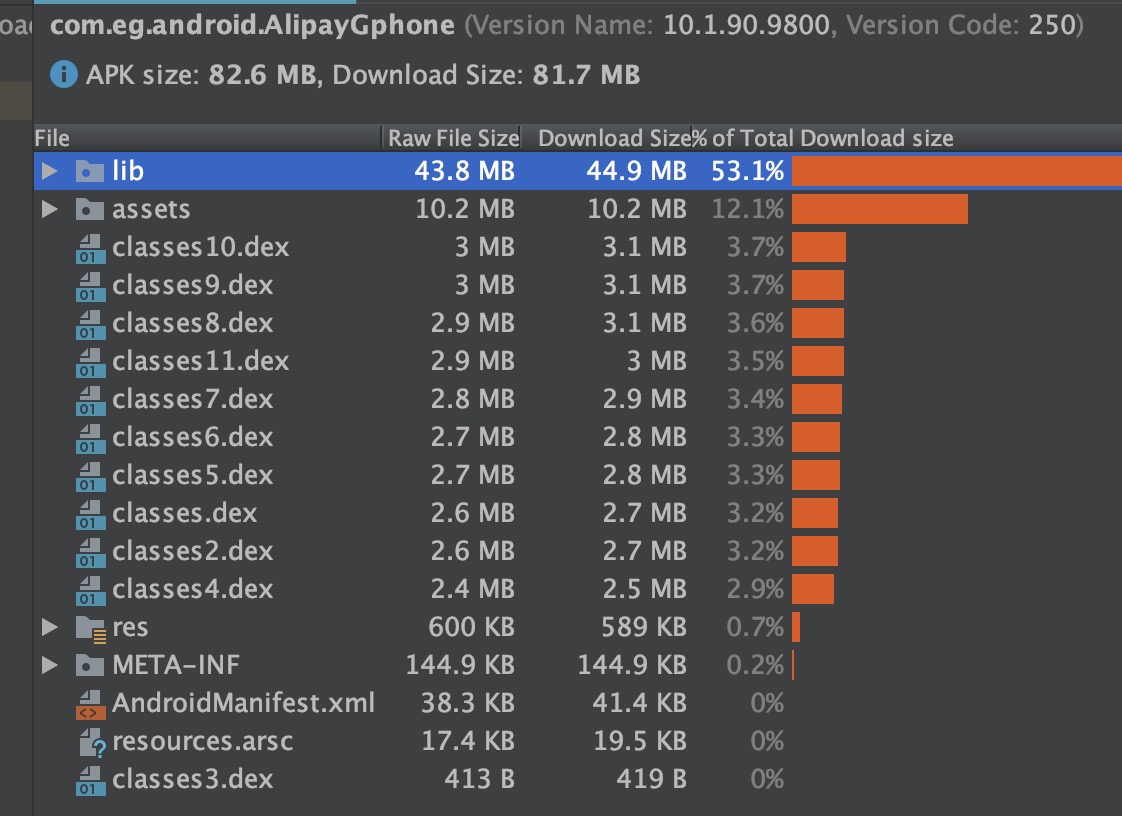 com.eg.android.AlipayGphone (Version Name: 10.1.90.9800, Version Code: 250)
APK size: 82.6 MB, Download Size: 81.7 MB
File Raw File Size Download Size % of Total Download size
lib 43.8 MB 44.9 MB 53.1%
assets 10.2 MB 10.2 MB 12.1%
classes10.dex 3 MB 3.1 MB 3.7%
classes9.dex 3 MB 3.1 MB 3.7%
classes8.dex 2.9 MB 3.1 MB 3.6%
classes11.dex 2.9 MB 3 MB 3.5%
classes7.dex 2.8 MB 2.9 MB 3.4%
classes6.dex 2.7 MB 2.8 MB 3.3%
classes5.dex 2.7 MB 2.8 MB 3.3%
classes.dex 2.6 MB 2.7 MB 3.2%
classes2.dex 2.6 MB 2.7 MB 3.2%
classes4.dex 2.4 MB 2.5 MB 2.9%
res 600 KB 589 KB 0.7%
META-INF 144.9 KB 144.9 KB 0.2%
AndroidManifest.xml 38.3 KB 41.4 KB 0%
resources.arsc 17.4 KB 19.5 KB 0%
classes3.dex 413 B 419 B 0%